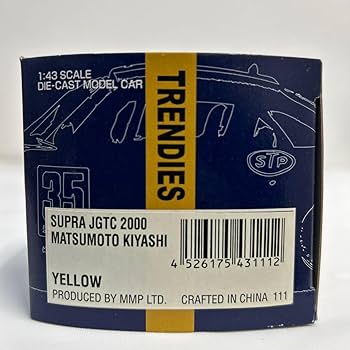 1:43 SCALE
DIE-CAST MODEL CAR
TRENDIES
STP
35
SUPRA JGTC 2000
MATSUMOTO KIYASHI
4 526175 431112
YELLOW
PRODUCED BY MMP LTD. CRAFTED IN CHINA 111